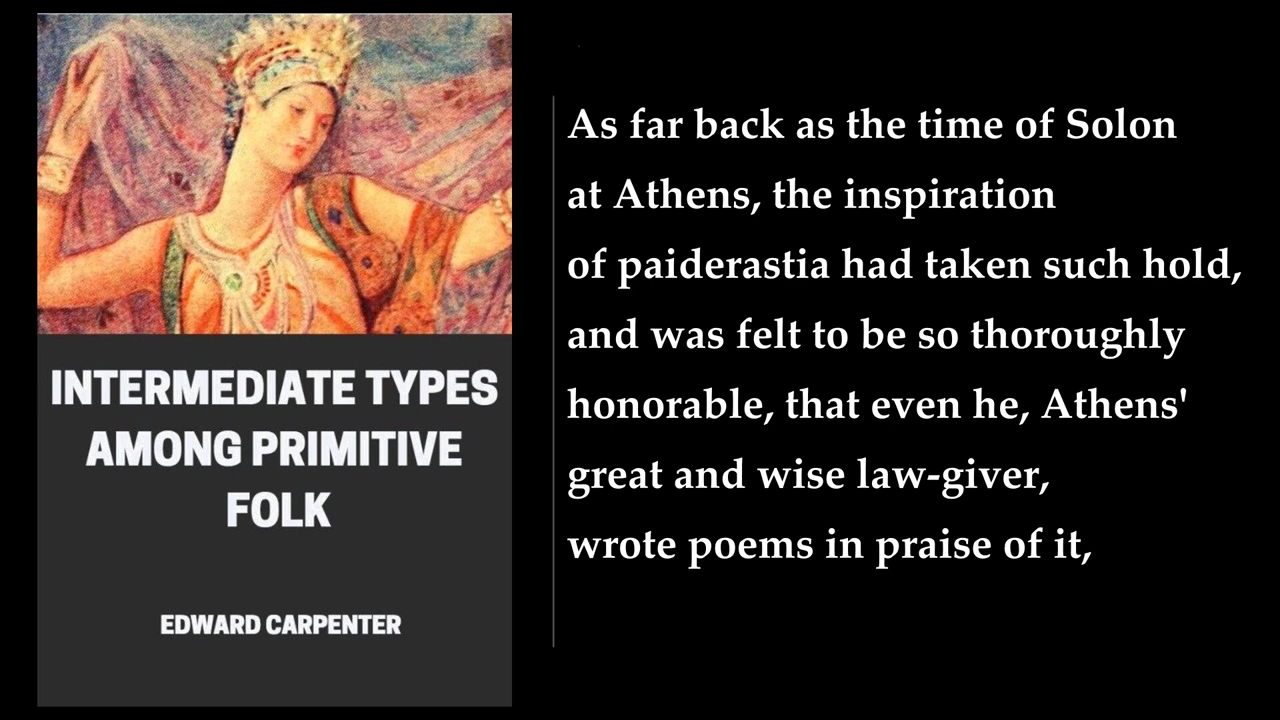 INTERMEDIATE TYPES
AMONG PRIMITIVE
FOLK
EDWARD CARPENTER
As far back as the time of Solon
at Athens, the inspiration
of paiderastia had taken such hold,
and was felt to be so thoroughly
honorable, that even he, Athens'
great and wise law-giver,
wrote poems in praise of it,